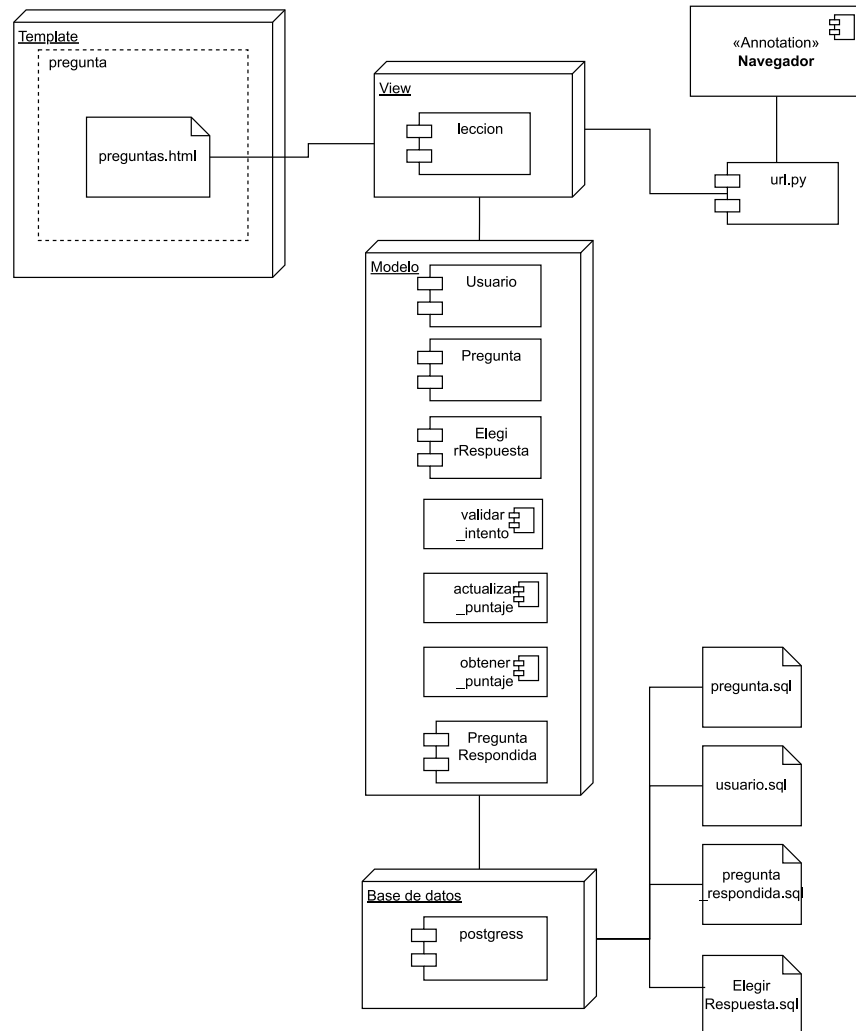 Template
pregunta
preguntas.html
View
leccion
«Annotation»
Navegador
url.py
Modelo
Usuario
Pregunta
Elegi
rRespuesta
validar
_intento
actualizar
_puntaje
obtener
_puntaje
Pregunta
Respondida
Base de datos
postgress
pregunta.sql
usuario.sql
pregunta
_respondida.sql
Elegir
Respuesta.sql